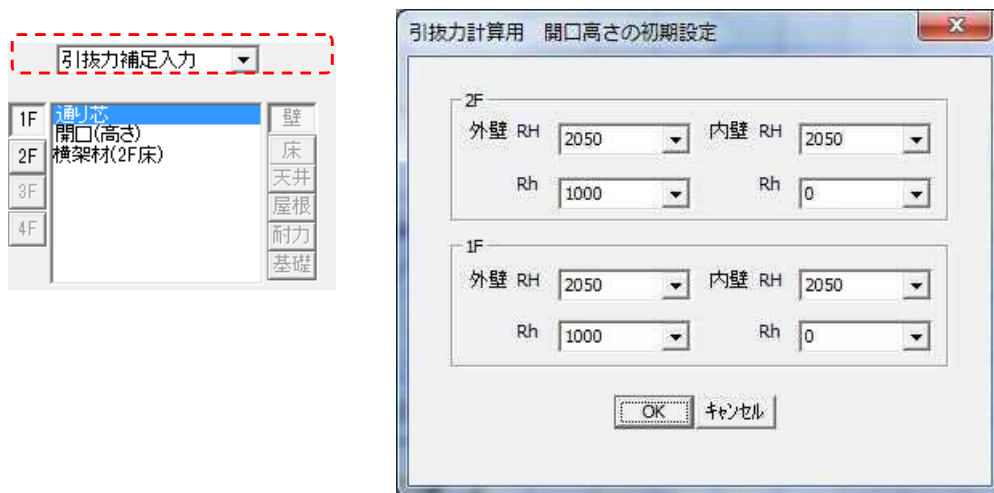 引抜力補足入力
1F
2F
3F
4F
通り芯
開口(高さ)
横架材(2F床)
壁
床
天井
屋根
耐力
基礎
引抜力計算用 開口高さの初期設定
2F
外壁 RH 2050 内壁 RH 2050
Rh 1000 Rh 0
1F
外壁 RH 2050 内壁 RH 2050
Rh 1000 Rh 0
OK ｷｬﾝｾﾙ